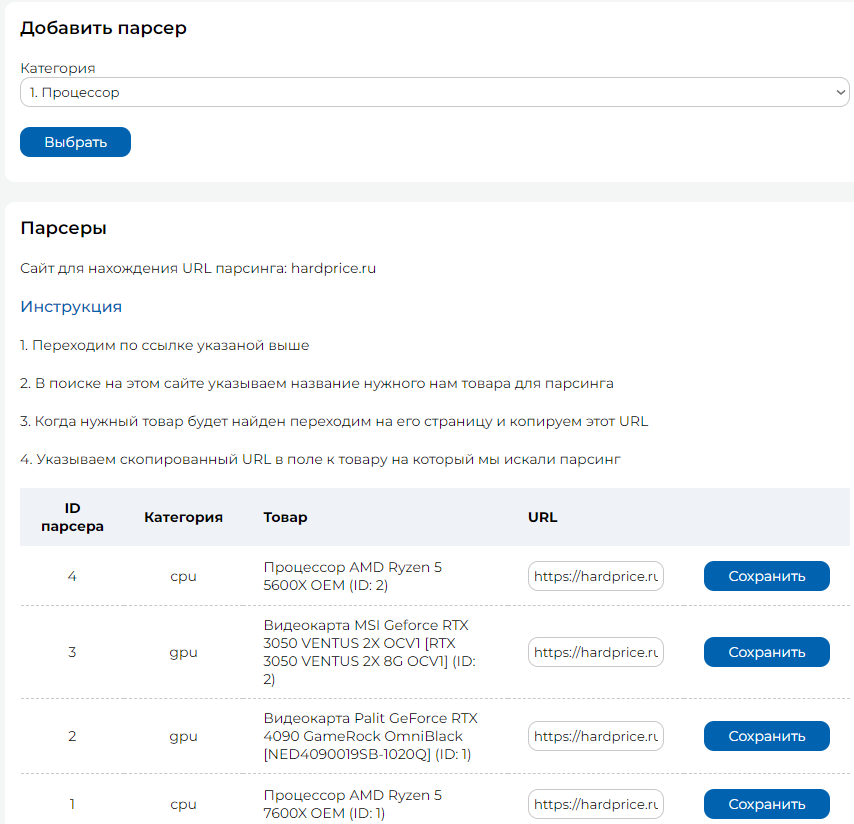 Добавить парсер
Категория
1. Процессор
Выбрать
Парсеры
Сайт для нахождения URL парсинга: hardprice.ru
Инструкция
1. Переходим по ссылке указаной выше
2. В поиске на этом сайте указываем название нужного нам товара для парсинга
3. Когда нужный товар будет найден переходим на его страницу и копируем этот URL
4. Указываем скопированный URL в поле к товару на который мы искали парсинг
ID
парсера
Категория
Товар
URL
4
cpu
Процессор AMD Ryzen 5
5600X OEM (ID: 2)
https://hardprice.ru
Сохранить
3
gpu
Видеокарта MSI Geforce RTX
3050 VENTUS 2X OCV1 [RTX
3050 VENTUS 2X 8G OCV1] (ID:
2)
https://hardprice.ru
Сохранить
2
gpu
Видеокарта Palit GeForce RTX
4090 GameRock OmniBlack
[NED4090019SB-1020Q] (ID: 1)
https://hardprice.ru
Сохранить
1
cpu
Процессор AMD Ryzen 5
7600X OEM (ID: 1)
https://hardprice.ru
Сохранить